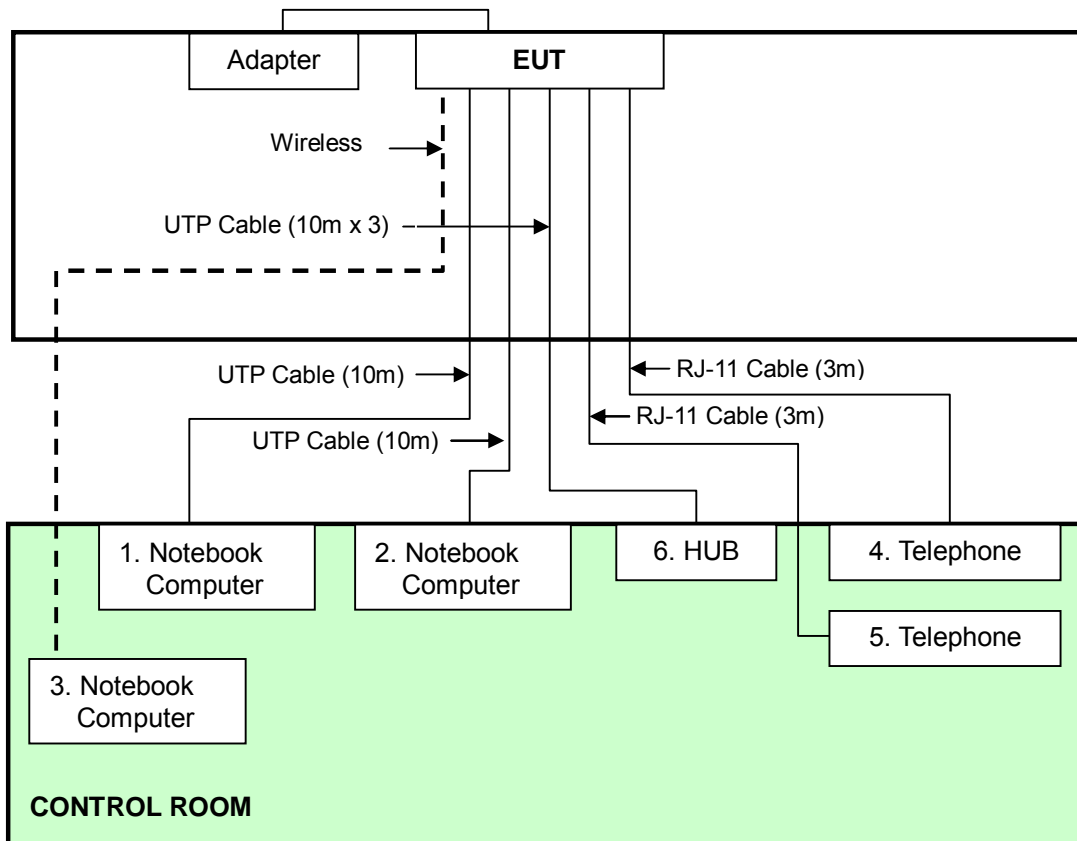 Adapter
EUT
Wireless
UTP Cable (10m x 3)
UTP Cable (10m)
RJ-11 Cable (3m)
RJ-11 Cable (3m)
UTP Cable (10m)
1. Notebook
Computer
2. Notebook
Computer
6. HUB
4. Telephone
5. Telephone
3. Notebook
Computer
CONTROL ROOM